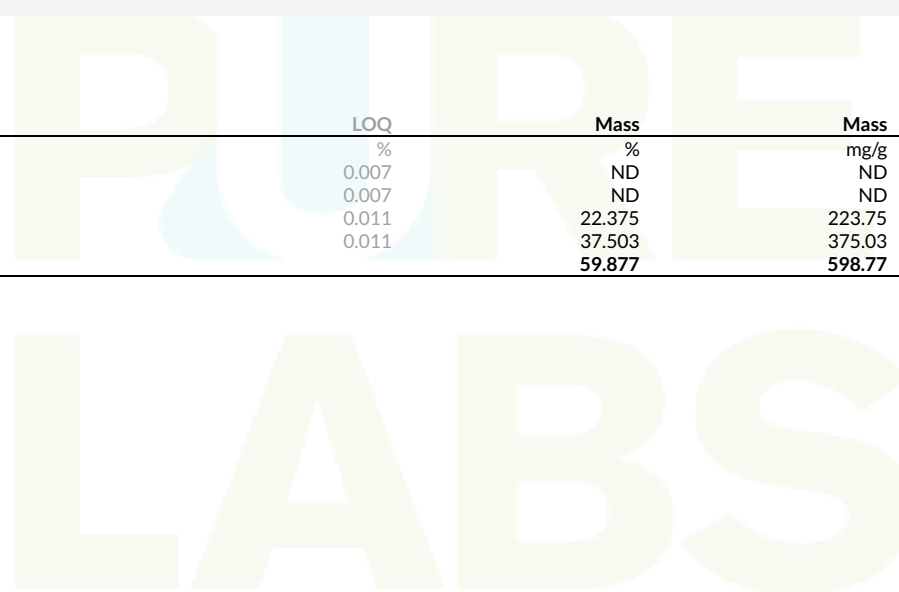 PURE
LOQ Mass Mass
% % mg/g
0.007 ND ND
0.007 ND ND
0.011 22.375 223.75
0.011 37.503 375.03
59.877 598.77
LABS